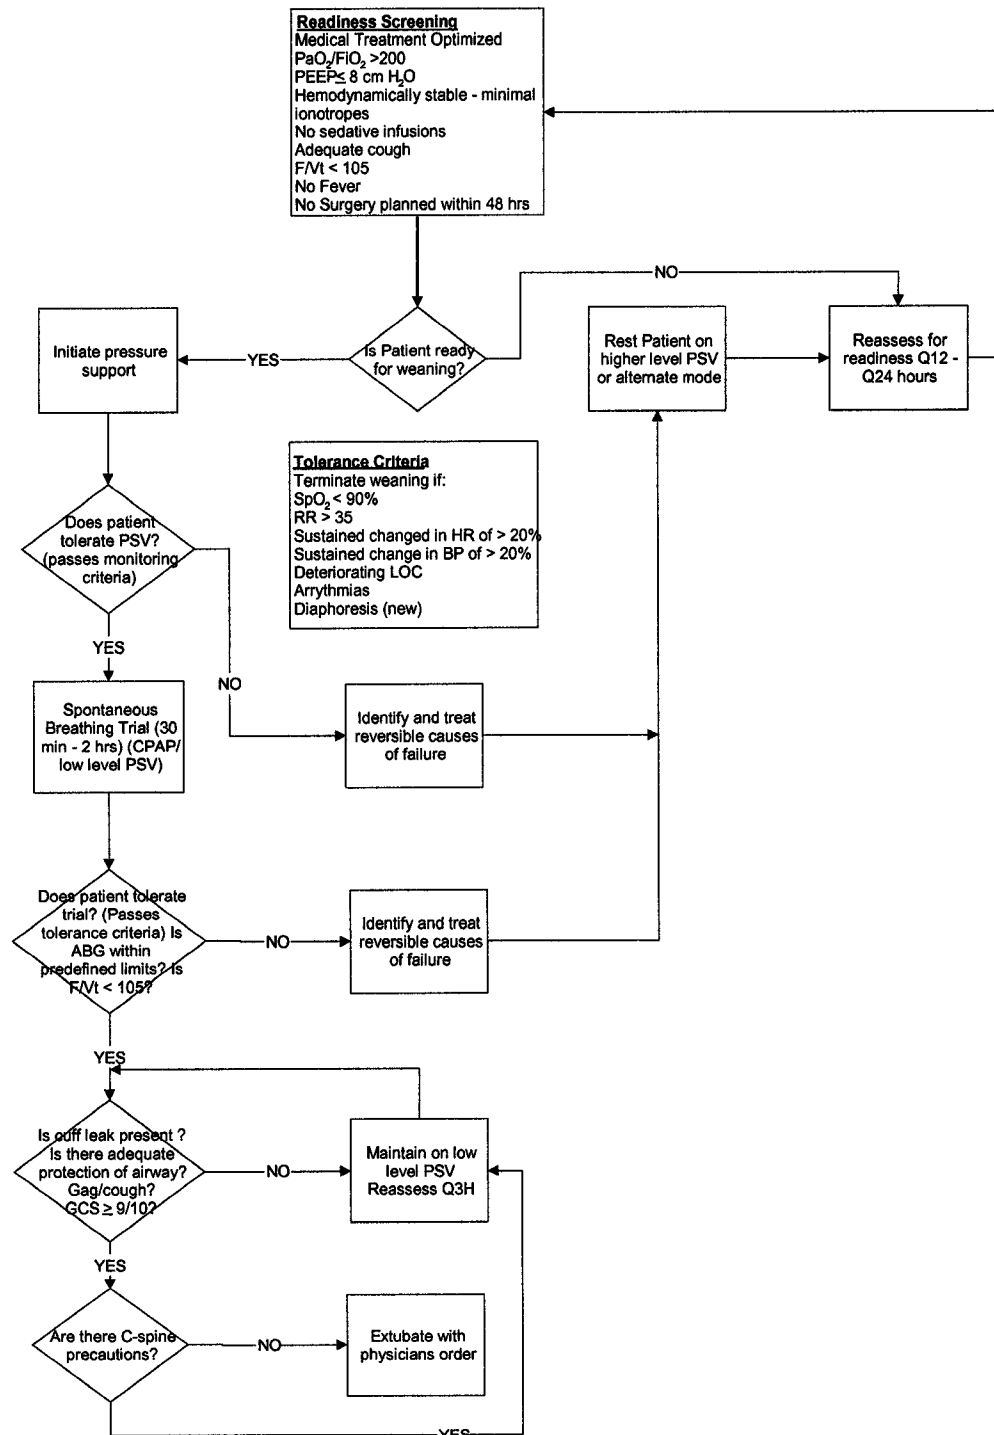 Readiness Screening
Medical Treatment Optimized
PaO2/FiO2 >200
PEEP≤ 8 cm H2O
Hemodynamically stable - minimal
ionotropes
No sedative infusions
Adequate cough
F/Vt < 105
No Fever
No Surgery planned within 48 hrs
NO
Initiate pressure
support
YES
Is Patient ready
for weaning?
Rest Patient on
higher level PSV
or alternate mode
Reassess for
readiness Q12 -
Q24 hours
Tolerance Criteria
Terminate weaning if:
SpO2 < 90%
RR > 35
Sustained changed in HR of > 20%
Sustained change in BP of > 20%
Deteriorating LOC
Arrythmias
Diaphoresis (new)
Does patient
tolerate PSV?
(passes monitoring
criteria)
YES
NO
Spontaneous
Breathing Trial (30
min - 2 hrs) (CPAP/
low level PSV)
Identify and treat
reversible causes
of failure
Does patient tolerate
trial? (Passes
tolerance criteria) Is
ABG within
predefined limits? Is
F/Vt < 105?
NO
Identify and treat
reversible causes
of failure
YES
Is cuff leak present ?
Is there adequate
protection of airway?
Gag/cough?
GCS ≥ 9/10?
NO
Maintain on low
level PSV
Reassess Q3H
YES
Are there C-spine
precautions?
NO
Extubate with
physicians order
YES